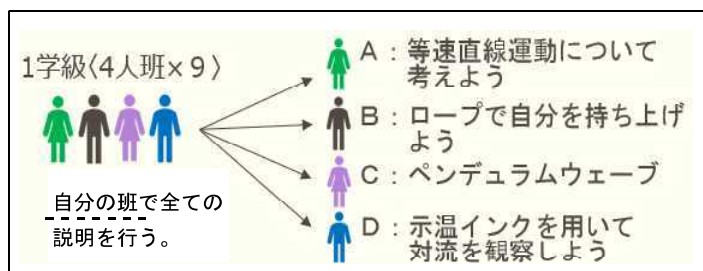 1学級〈4人班×9〉
自分の班で全ての
説明を行う。
A：等速直線運動について
考えよう
B：ロープで自分を持ち上げ
よう
C：ペンデュラムウェーブ
D：示温インクを用いて
対流を観察しよう